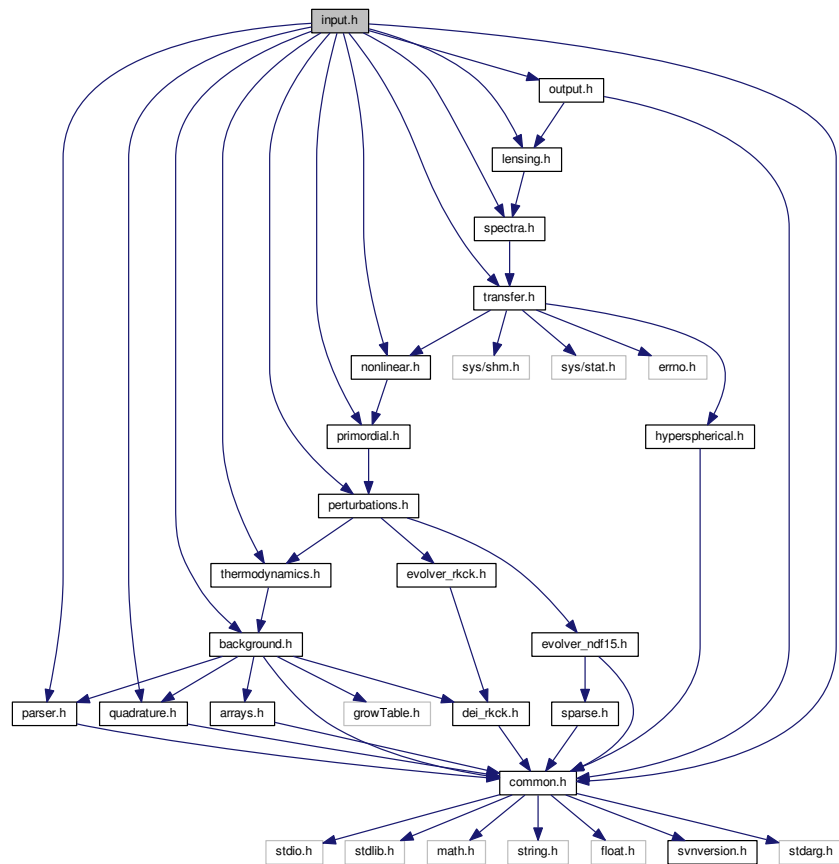 input.h
output.h
lensing.h
spectra.h
transfer.h
nonlinear.h
sys/shm.h
sys/stat.h
errno.h
primordial.h
hyperspherical.h
perturbations.h
thermodynamics.h
evolver_rkck.h
background.h
evolver_ndf15.h
parser.h
quadrature.h
arrays.h
growTable.h
dei_rkck.h
sparse.h
common.h
stdio.h
stdlib.h
math.h
string.h
float.h
svnversion.h
stdarg.h